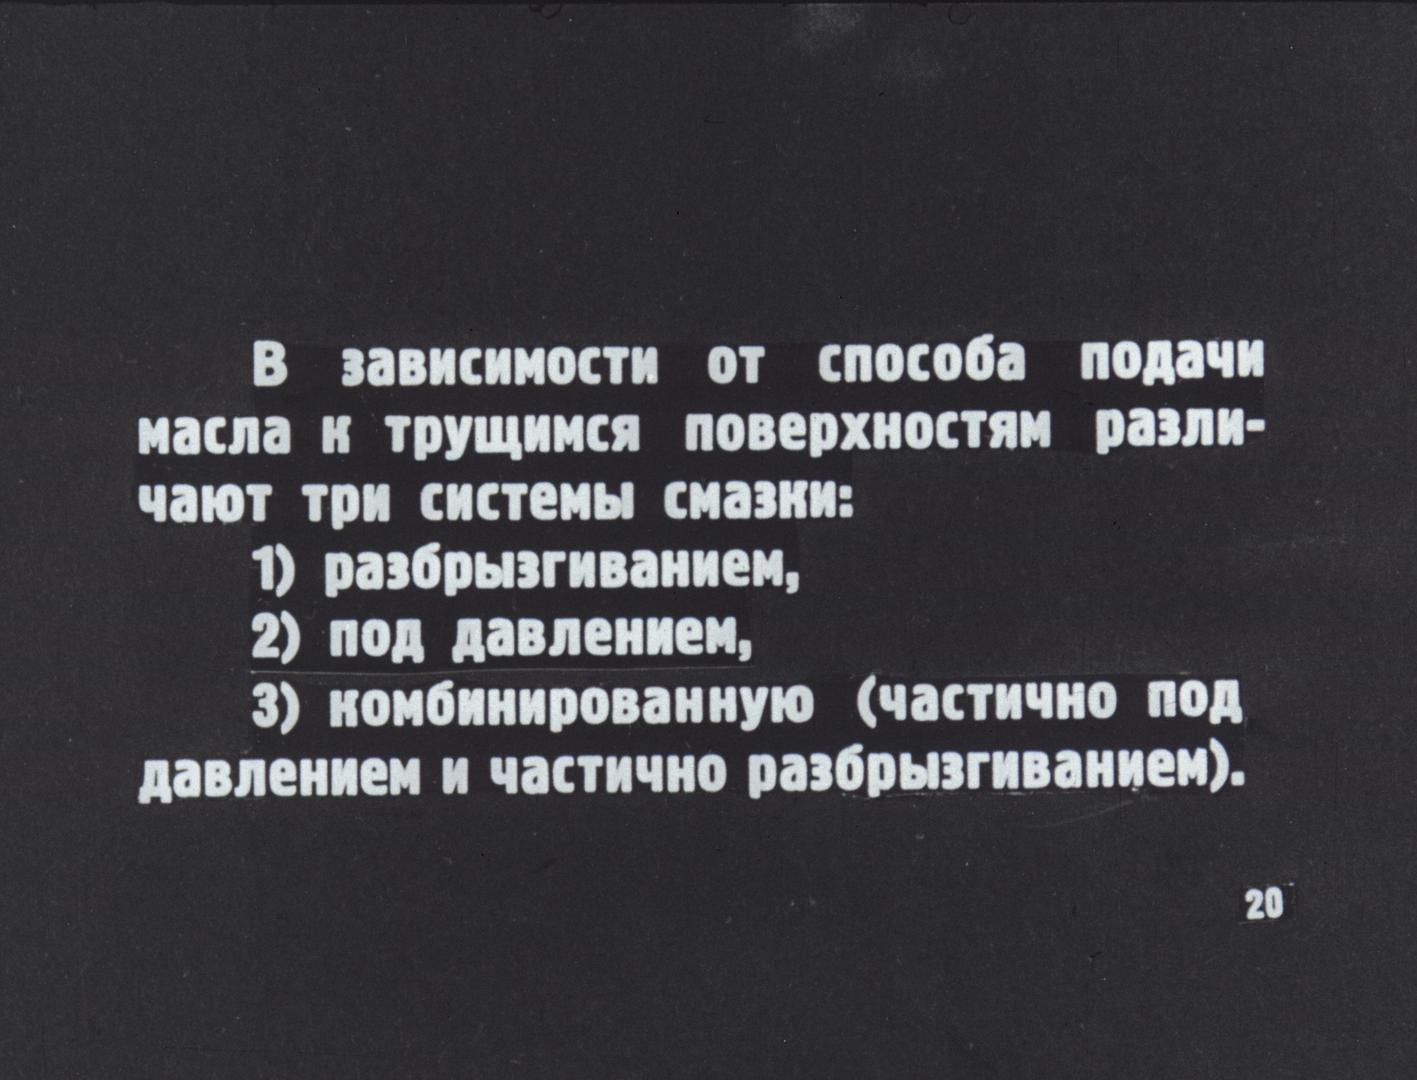 В зависимости от способа подачи
масла к трущимся поверхностям разли-
чают три системы смазки:
1) разбрызгиванием,
2) под давлением,
3) комбинированную (частично под
давлением и частично разбрызгиванием).
20